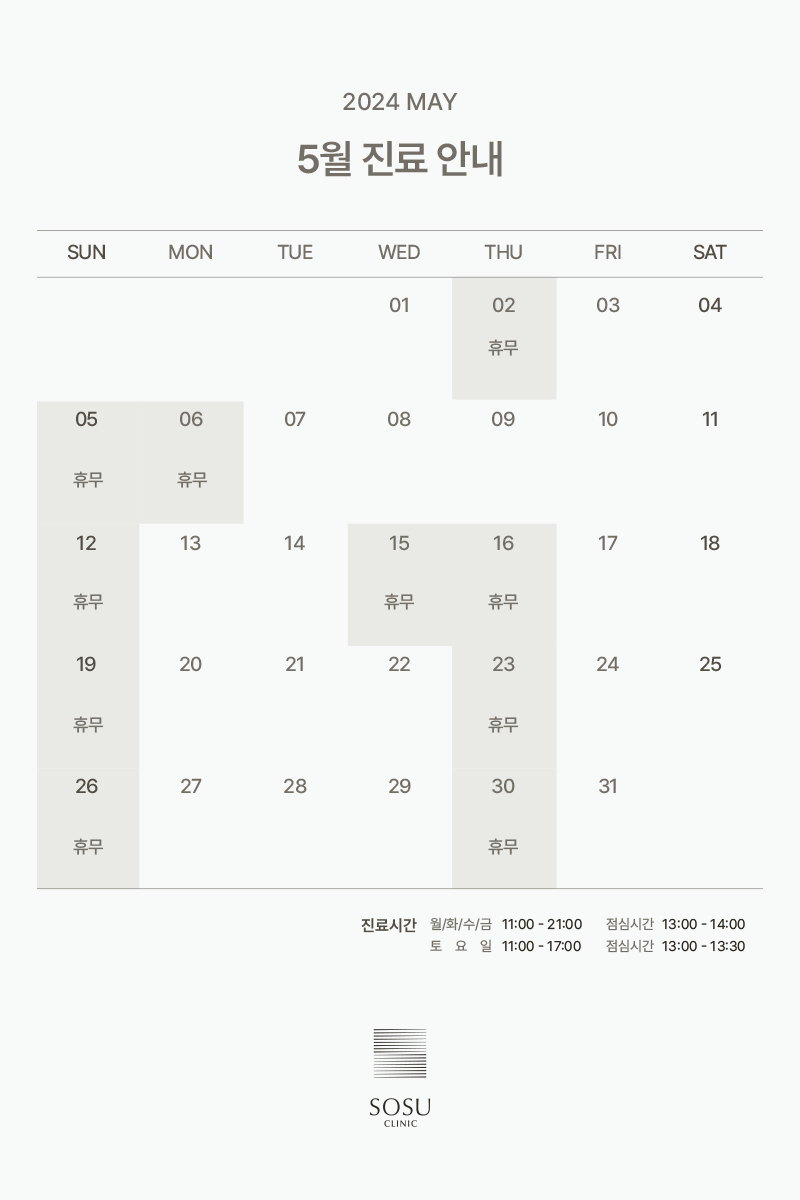 2024 MAY
5월 진료 안내
SUN MON TUE WED THU FRI SAT
01 02 03 04
휴무
05 06 07 08 09 10 11
휴무 휴무
12 13 14 15 16 17 18
휴무 휴무 휴무
19 20 21 22 23 24 25
휴무 휴무
26 27 28 29 30 31
휴무 휴무
진료시간 월/화/수/금 11:00 - 21:00 점심시간 13:00 - 14:00
토 요 일 11:00 - 17:00 점심시간 13:00 - 13:30
SOSU
CLINIC